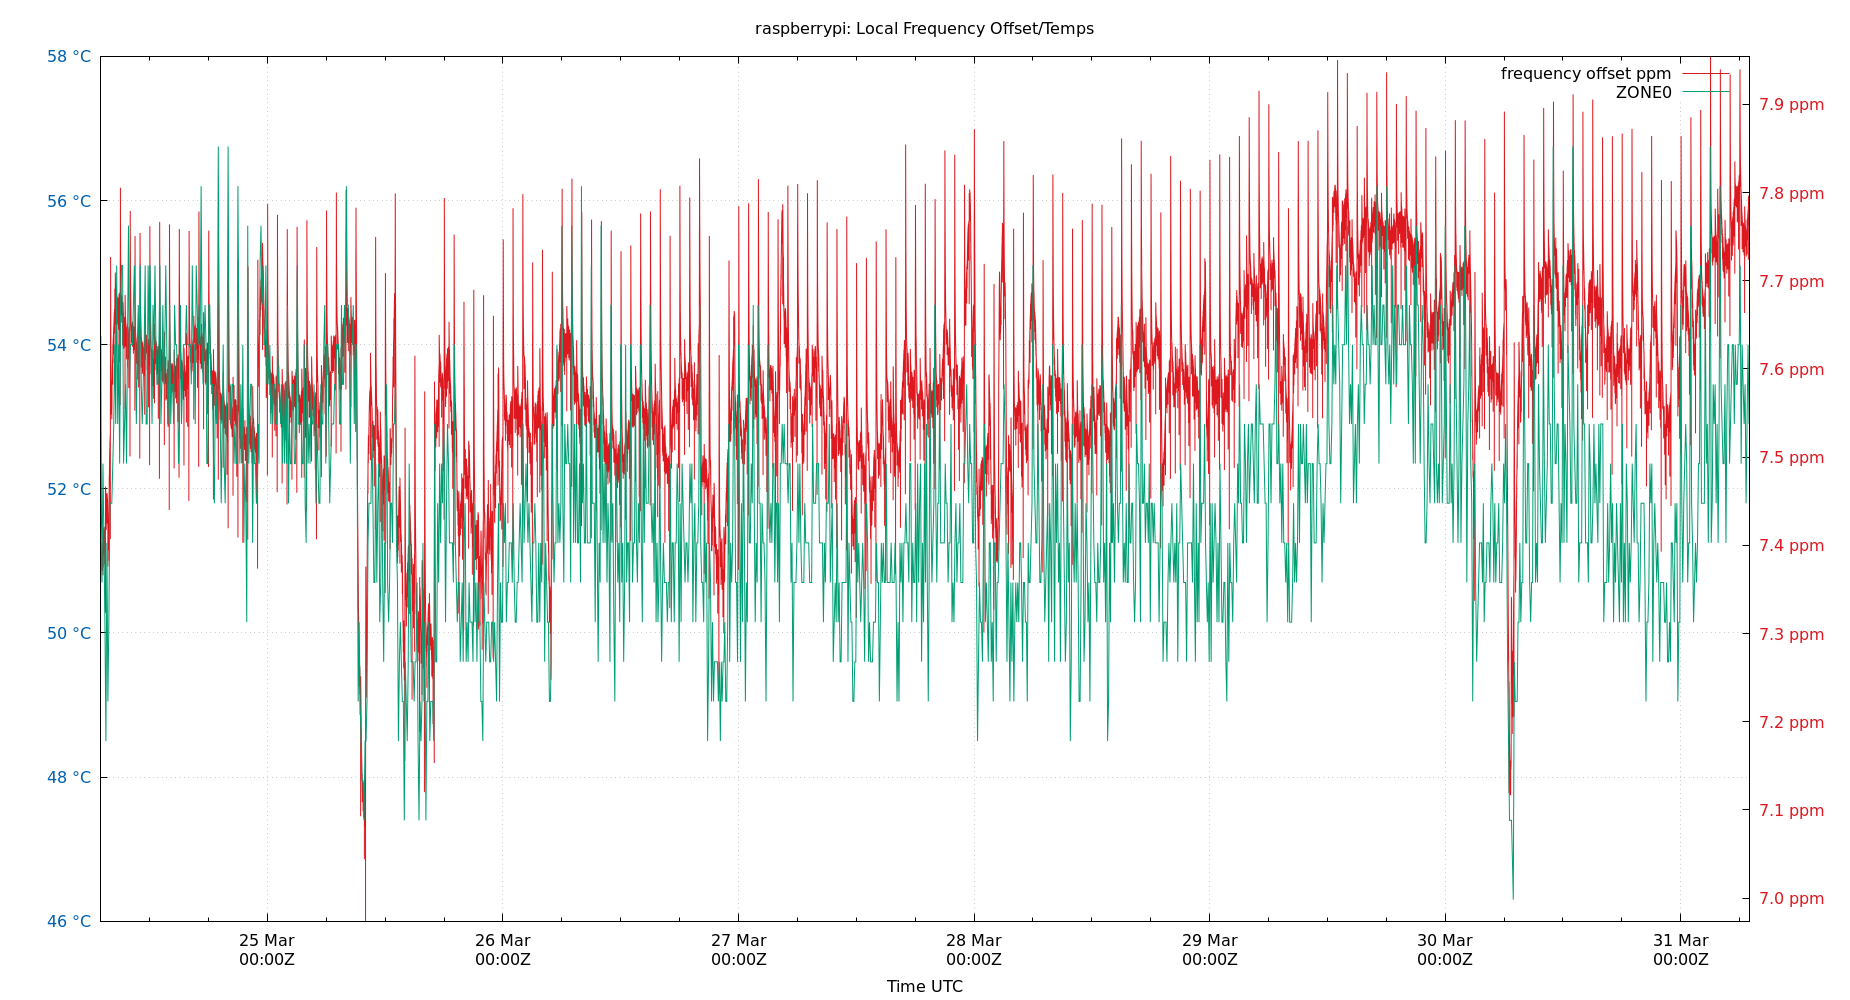 raspberrypi: Local Frequency Offset/Temps
58 °C
56 °C
54 °C
52 °C
50 °C
48 °C
46 °C
frequency offset ppm
ZONE0
7.9 ppm
7.8 ppm
7.7 ppm
7.6 ppm
7.5 ppm
7.4 ppm
7.3 ppm
7.2 ppm
7.1 ppm
7.0 ppm
25 Mar
00:00Z
26 Mar
00:00Z
27 Mar
00:00Z
28 Mar
00:00Z
29 Mar
00:00Z
30 Mar
00:00Z
31 Mar
00:00Z
Time UTC